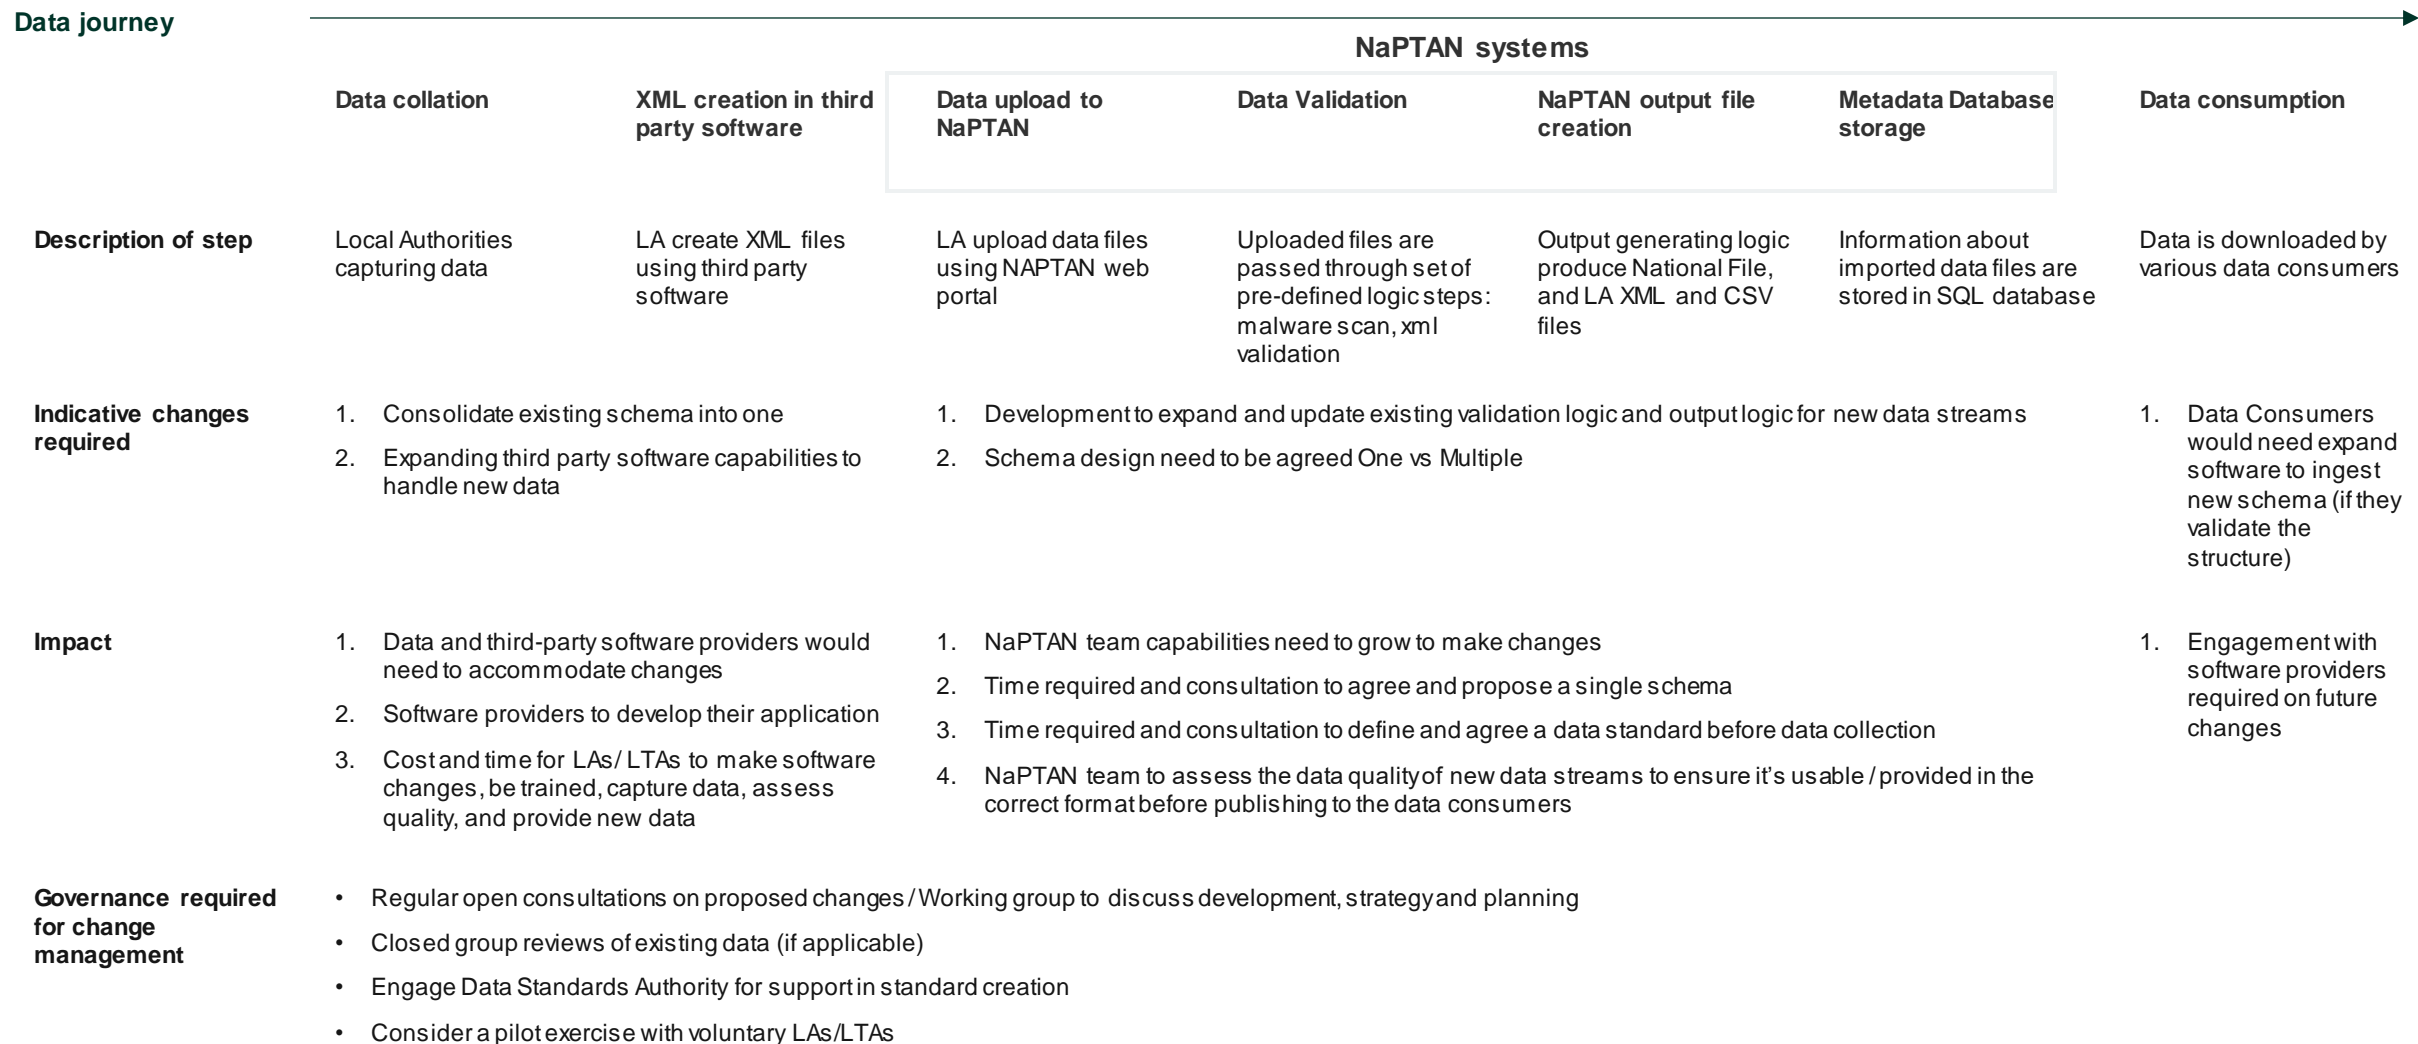 Data journey
NaPTAN systems
Data collation
XML creation in third
party software
Data upload to
NaPTAN
Data Validation
NaPTAN output file
creation
Metadata Database
storage
Data consumption
Description of step
Local Authorities
capturing data
LA create XML files
using third party
software
LA upload data files
using NAPTAN web
portal
Uploaded files are
passed through set of
pre-defined logic steps:
malware scan, xml
validation
Output generating logic
produce National File,
and LA XML and CSV
files
Information about
imported data files are
stored in SQL database
Data is downloaded by
various data consumers
Indicative changes
required
1. Consolidate existing schema into one
2. Expanding third party software capabilities to
handle new data
1. Development to expand and update existing validation logic and output logic for new data streams
2. Schema design need to be agreed One vs Multiple
1. Data Consumers
would need expand
software to ingest
new schema (if they
validate the
structure)
Impact
1. Data and third-party software providers would
need to accommodate changes
2. Software providers to develop their application
3. Cost and time for LAs/ LTAs to make software
changes, be trained, capture data, assess
quality, and provide new data
1. NaPTAN team capabilities need to grow to make changes
2. Time required and consultation to agree and propose a single schema
3. Time required and consultation to define and agree a data standard before data collection
4. NaPTAN team to assess the data quality of new data streams to ensure it’s usable / provided in the
correct format before publishing to the data consumers
1. Engagement with
software providers
required on future
changes
Governance required
for change
management
• Regular open consultations on proposed changes / Working group to discuss development, strategy and planning
• Closed group reviews of existing data (if applicable)
• Engage Data Standards Authority for support in standard creation
• Consider a pilot exercise with voluntary LAs/LTAs